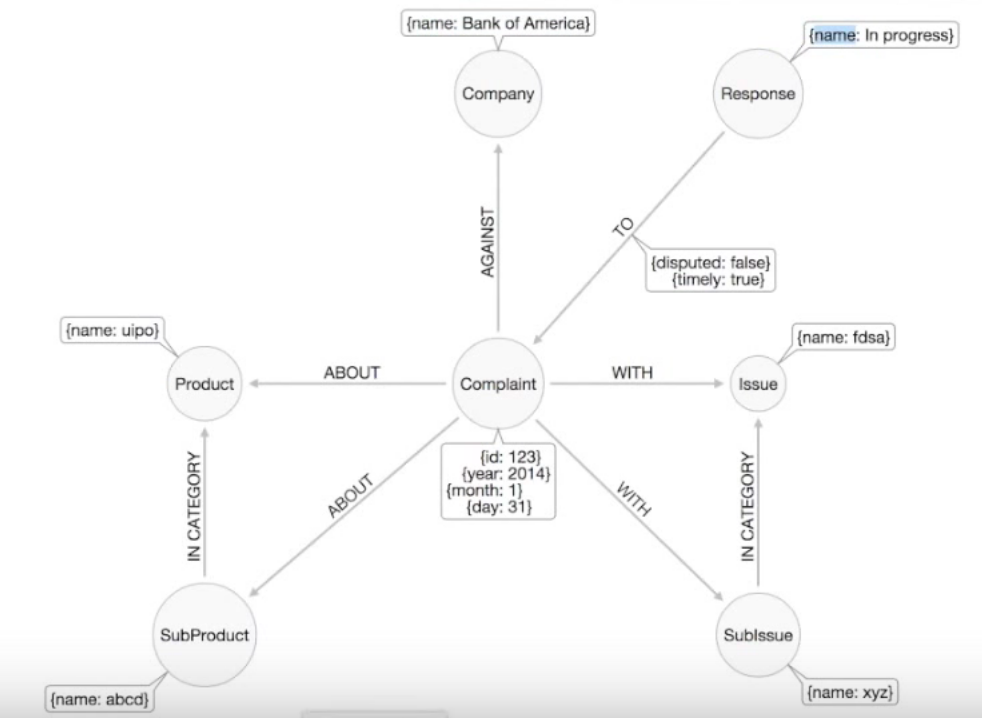 {name: Bank of America}
{name: In progress}
Company
Response
AGAINST
TO
{disputed: false}
{timely: true}
{name: uipo}
{name: fdsa}
Product
ABOUT
Complaint
WITH
Issue
{id: 123}
{year: 2014}
{month: 1}
{day: 31}
IN CATEGORY
ABOUT
WITH
IN CATEGORY
SubProduct
SubIssue
{name: abcd}
{name: xyz}